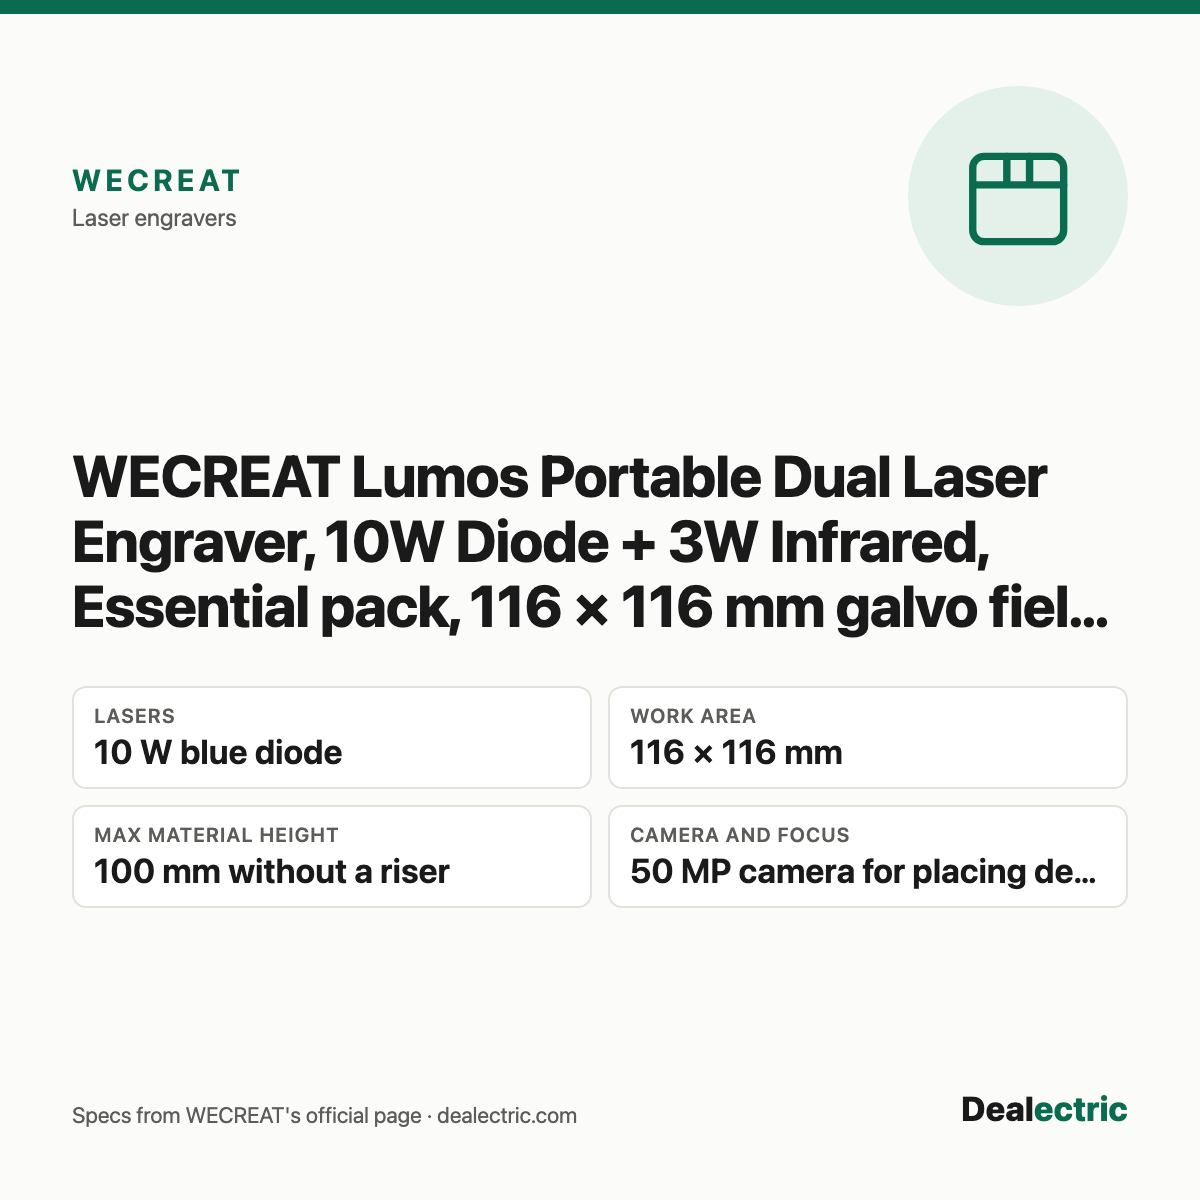 WECREAT
Laser engravers
WECREAT Lumos Portable Dual Laser
Engraver, 10W Diode + 3W Infrared,
Essential pack, 116 × 116 mm galvo fiel...
LASERS
10 W blue diode
WORK AREA
116 × 116 mm
MAX MATERIAL HEIGHT
100 mm without a riser
CAMERA AND FOCUS
50 MP camera for placing de...
Specs from WECREAT's official page · dealectric.com
Dealectric